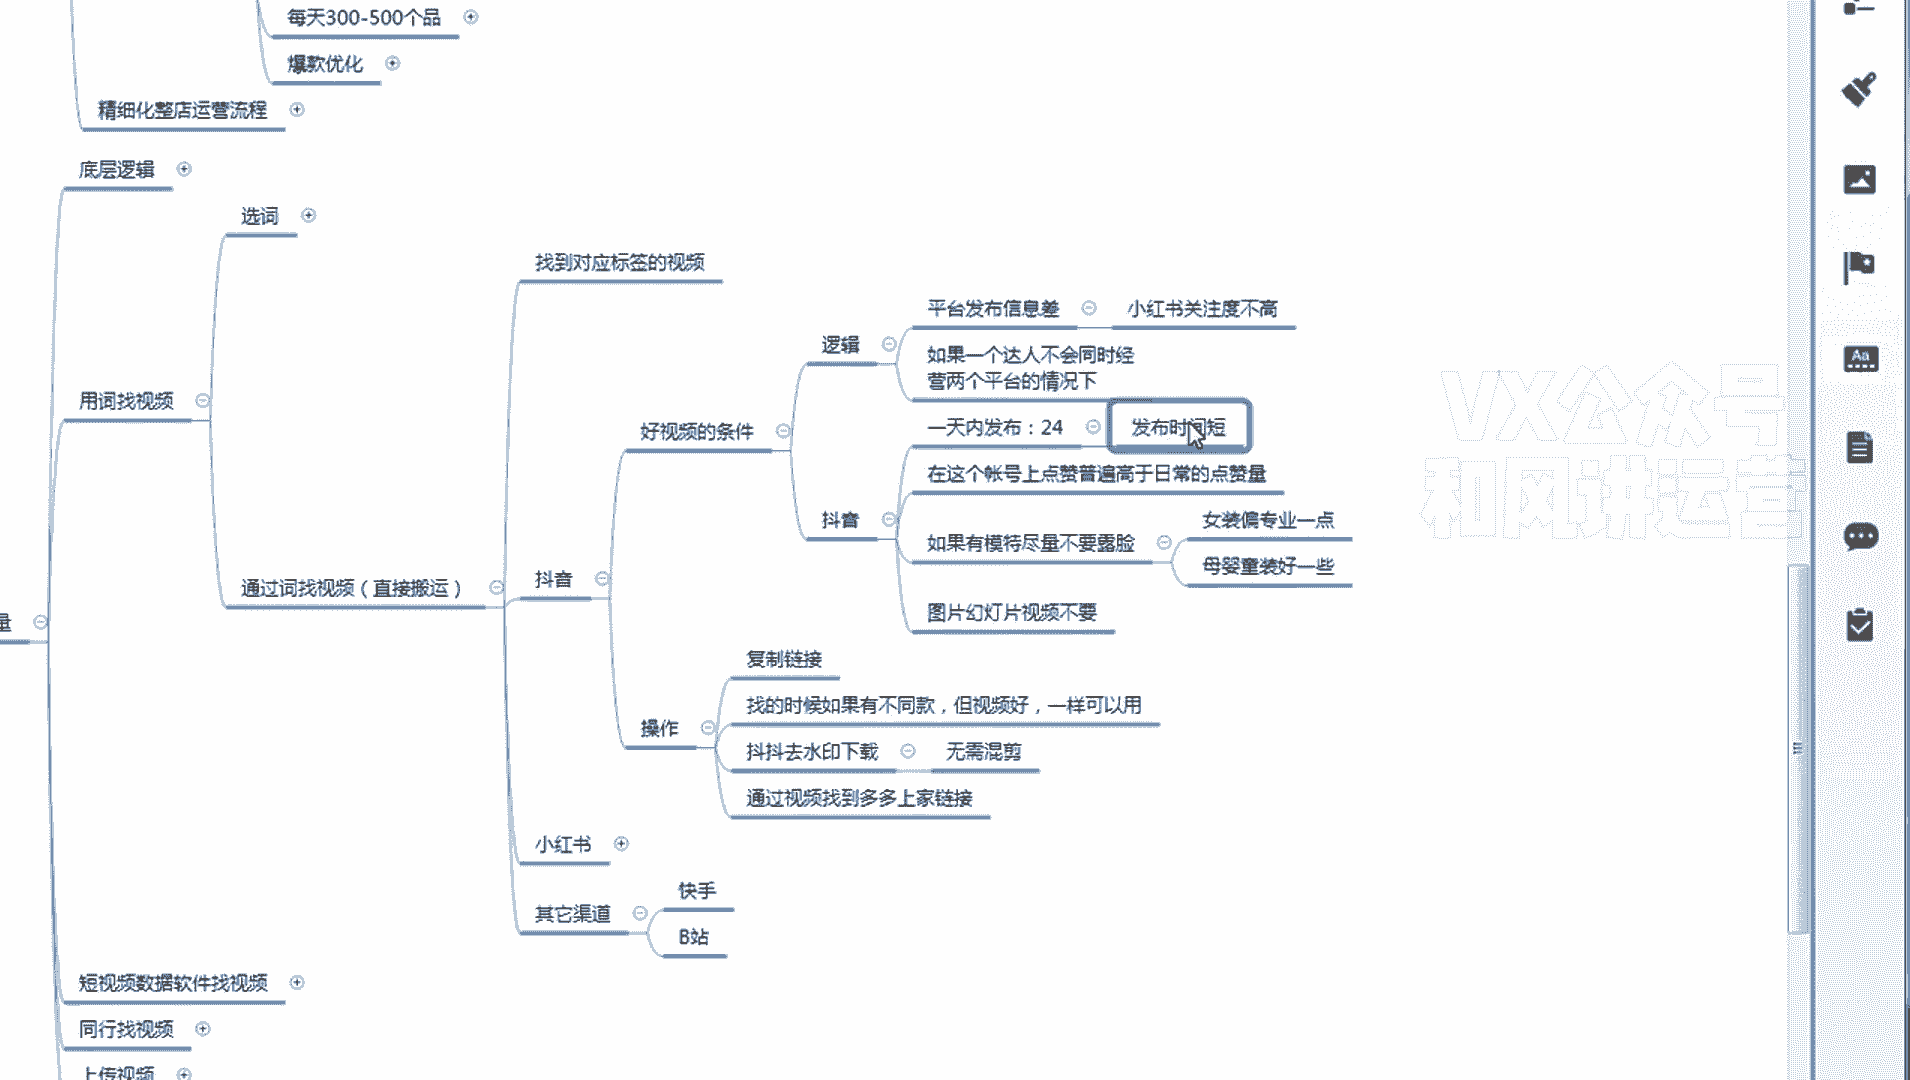 每天300-500个品
爆款优化
精细化整店运营流程
底层逻辑
选词
找到对应标签的视频
平台发布信息差
小红书关注度不高
逻辑
如果一个达人不会同时经
营两个平台的情况下
用词找视频
好视频的条件
一天内发布：24
发布时间短
在这个帐号上点赞普遍高于日常的点赞量
抖音
女装偏专业一点
如果有模特尽量不要露脸
母婴童装好一些
图片幻灯片视频不要
通过词找视频（直接搬运）
抖音
量
复制链接
找的时候如果有不同款，但视频好，一样可以用
操作
抖抖去水印下载
无需混剪
通过视频找到多多上家链接
小红书
快手
其它渠道
B站
短视频数据软件找视频
同行找视频
上传视频
VX公众号
和风讲运营
Aa